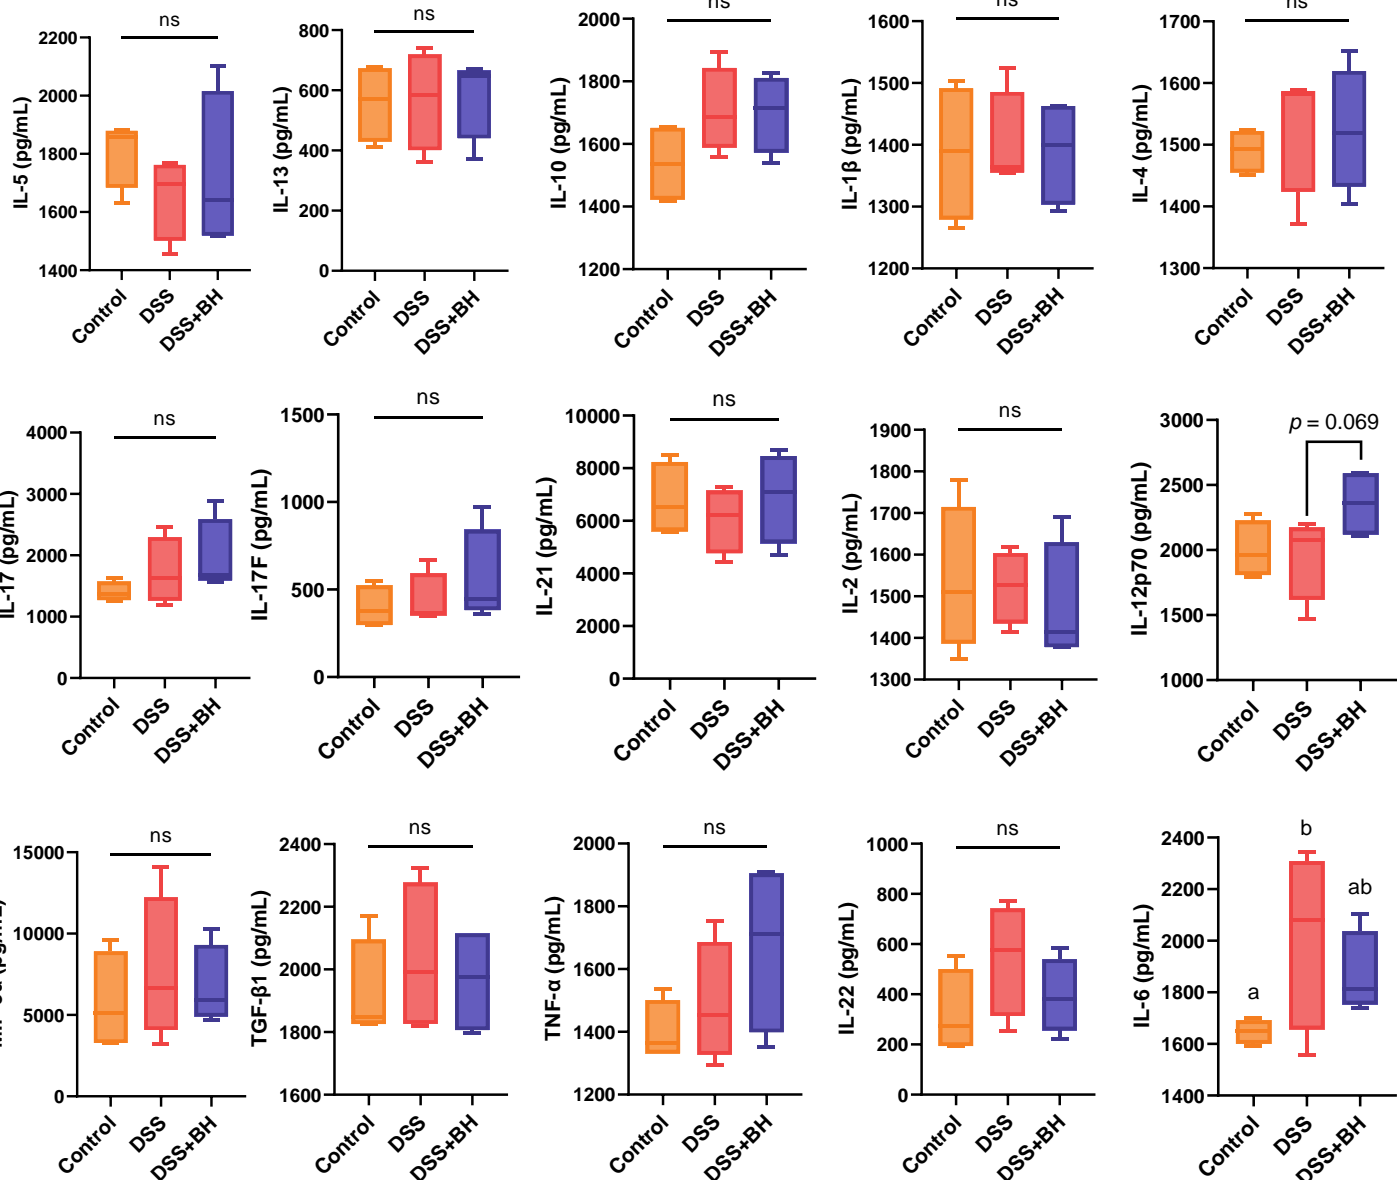 ns
IL-5 (pg/mL)
2200
2000
1800
1600
1400
Control
DSS
DSS+BH
ns
IL-13 (pg/mL)
800
600
400
200
0
Control
DSS
DSS+BH
ns
IL-10 (pg/mL)
2000
1800
1600
1400
1200
Control
DSS
DSS+BH
ns
IL-1β (pg/mL)
1600
1500
1400
1300
1200
Control
DSS
DSS+BH
ns
IL-4 (pg/mL)
1700
1600
1500
1400
1300
Control
DSS
DSS+BH
ns
IL-17 (pg/mL)
4000
3000
2000
1000
0
Control
DSS
DSS+BH
ns
IL-17F (pg/mL)
1500
1000
500
0
Control
DSS
DSS+BH
ns
IL-21 (pg/mL)
10000
8000
6000
4000
2000
0
Control
DSS
DSS+BH
ns
IL-2 (pg/mL)
1900
1800
1700
1600
1500
1400
1300
Control
DSS
DSS+BH
p = 0.069
IL-12p70 (pg/mL)
3000
2500
2000
1500
1000
Control
DSS
DSS+BH
ns
15000
10000
5000
0
Control
DSS
DSS+BH
ns
TGF-β1 (pg/mL)
2400
2200
2000
1800
1600
Control
DSS
DSS+BH
ns
TNF-α (pg/mL)
2000
1800
1600
1400
1200
Control
DSS
DSS+BH
ns
IL-22 (pg/mL)
1000
800
600
400
200
0
Control
DSS
DSS+BH
a
b
ab
IL-6 (pg/mL)
2400
2200
2000
1800
1600
1400
Control
DSS
DSS+BH